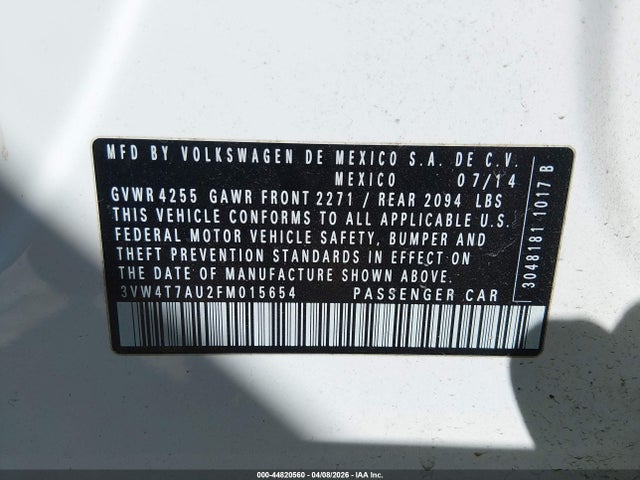 MFD BY VOLKSWAGEN DE MEXICO S.A. DE C.V.
MEXICO 07/14
GVWR 4255 GAWR FRONT 2271 / REAR 2094 LBS
THIS VEHICLE CONFORMS TO ALL APPLICABLE U.S.
FEDERAL MOTOR VEHICLE SAFETY, BUMPER AND
THEFT PREVENTION STANDARDS IN EFFECT ON
THE DATE OF MANUFACTURE SHOWN ABOVE.
3VW4T7AU2FM015654 PASSENGER CAR
3048181 1017 B
000-44820560 - 04/08/2026 - IAA Inc.